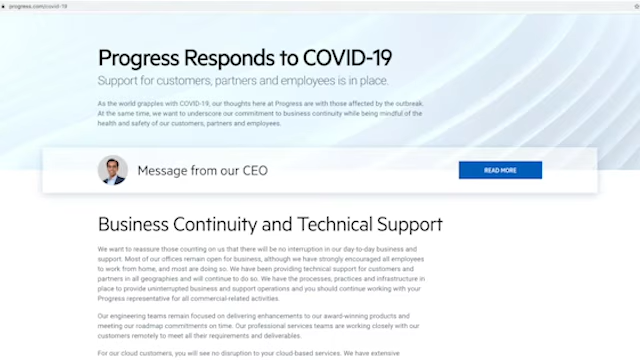 progress.com/covid-19
Progress Responds to COVID-19
Support for customers, partners and employees is in place.
As the world grapples with COVID-19, our thoughts here at Progress are with those affected by the outbreak.
At the same time, we want to underscore our commitment to business continuity while being mindful of the
health and safety of our customers, partners and employees.
Message from our CEO
READ MORE
Business Continuity and Technical Support
We want to reassure those counting on us that there will be no interruption in our day-to-day business and
support. Most of our offices remain open for business, although we have strongly encouraged all employees
to work from home, and most are doing so. We have been providing technical support for customers and
partners in all geographies and will continue to do so. We have the processes, practices and infrastructure in
place to provide uninterrupted business and support operations and you should continue working with your
Progress representative for all commercial-related activities.
Our engineering teams remain focused on delivering enhancements to our award-winning products and
meeting our roadmap commitments on time. Our professional services teams are working closely with our
customers remotely to meet all their requirements and deliverables.
For our cloud customers, you will see no disruption to your cloud-based services. We have extensive